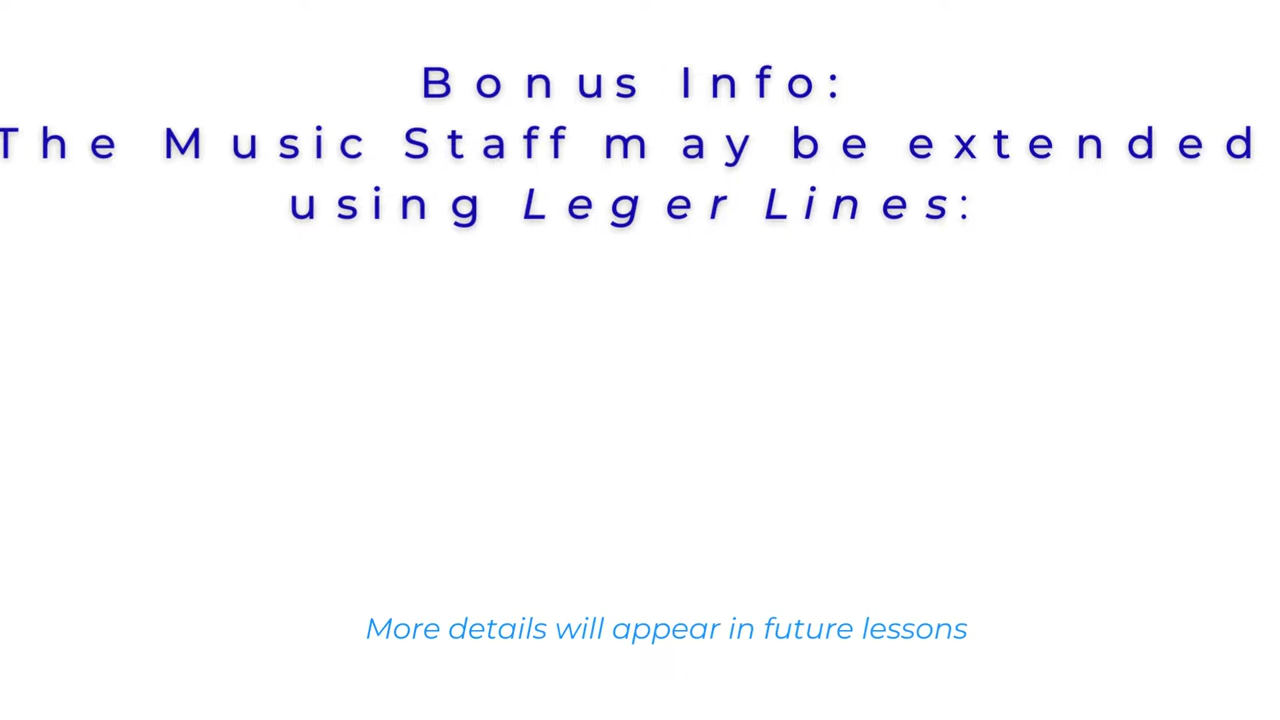 Bonus Info:
The Music Staff may be extended
using Leger Lines:
More details will appear in future lessons